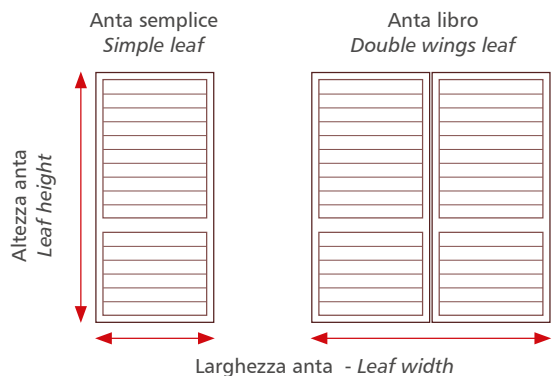 Anta semplice
Simple leaf
Anta libro
Double wings leaf
Altezza anta
Leaf height
Larghezza anta - Leaf width